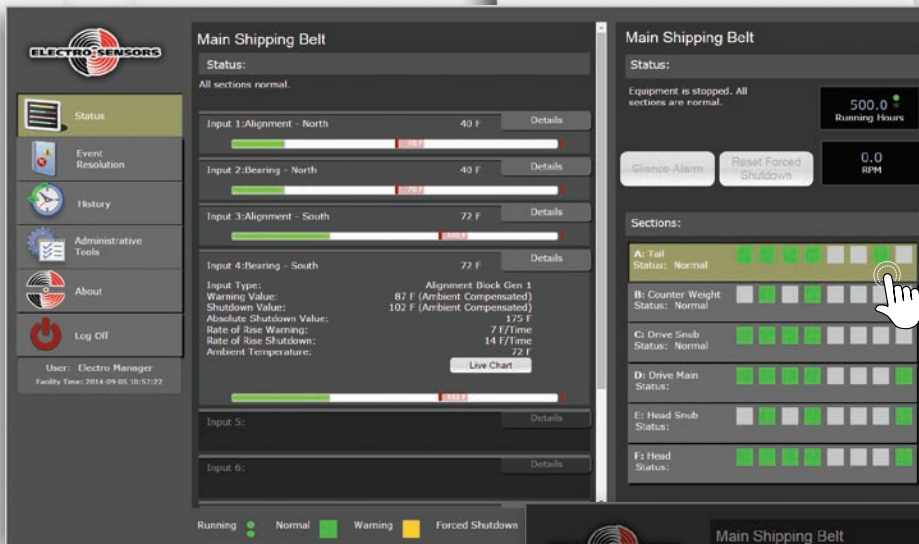 ELECTRO-SENSORS
Status
Event
Resolution
History
Administrative
Tools
About
Log Off
User: Electro Manager
Facility Time: 2014-09-05 10:57:22
Main Shipping Belt
Status:
All sections normal.
Input 1:Alignment - North 40 F Details
Input 2:Bearing - North 40 F Details
Input 3:Alignment - South 72 F Details
Input 4:Bearing - South 72 F Details
Input Type: Alignment Block Gen 1
Warning Value: 87 F (Ambient Compensated)
Shutdown Value: 102 F (Ambient Compensated)
Absolute Shutdown Value: 175 F
Rate of Rise Warning: 7 F/Time
Rate of Rise Shutdown: 14 F/Time
Ambient Temperature: 72 F
Live Chart
102 F
Input 5: Details
Input 6: Details
Running Normal Warning Forced Shutdown
Main Shipping Belt
Status:
Equipment is stopped. All
sections are normal.
500.0
Running Hours
Silence Alarm
Reset Forced
Shutdown
0.0
RPM
Sections:
A: Tail
Status: Normal
B: Counter Weight
Status: Normal
C: Drive Snub
Status: Normal
D: Drive Main
Status:
E: Head Snub
Status:
F: Head
Status:
Main Shipping Belt